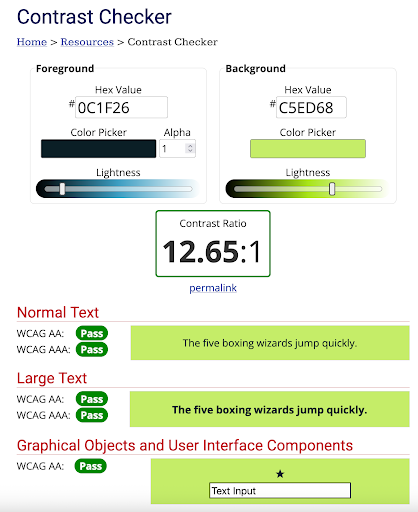 Contrast Checker
Home > Resources > Contrast Checker
Foreground
Hex Value
#0C1F26
Color Picker Alpha
1
Lightness
Background
Hex Value
#C5ED68
Color Picker
Lightness
Contrast Ratio
12.65:1
permalink
Normal Text
WCAG AA: Pass
WCAG AAA: Pass
The five boxing wizards jump quickly.
Large Text
WCAG AA: Pass
WCAG AAA: Pass
The five boxing wizards jump quickly.
Graphical Objects and User Interface Components
WCAG AA: Pass
★
Text Input